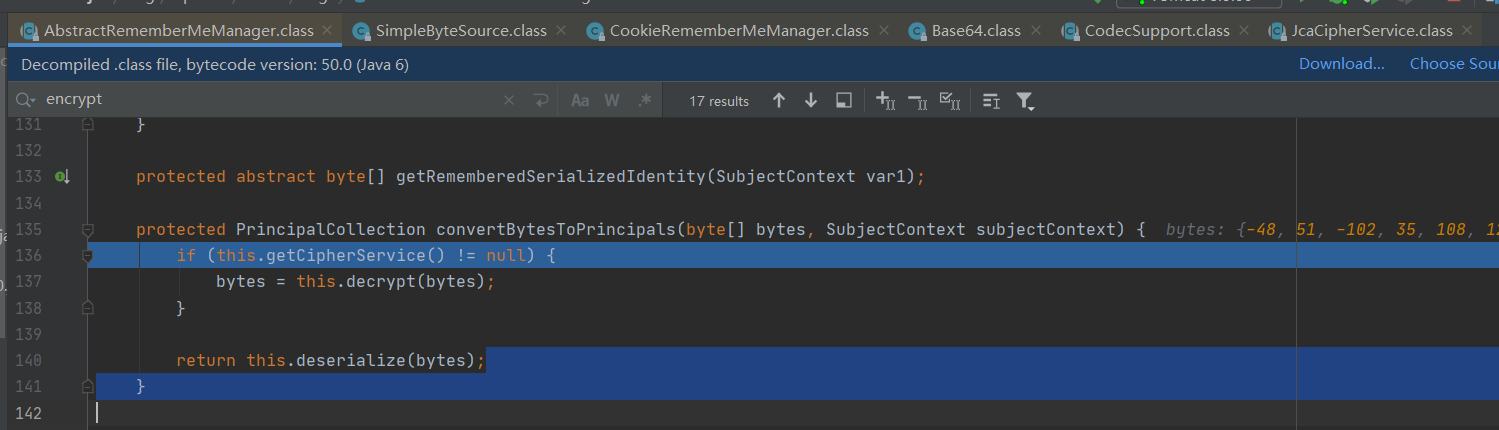 AbstractRememberMeManager.class SimpleByteSource.class CookieRememberMeManager.class Base64.class CodecSupport.class JcaCipherService.class
Decompiled .class file, bytecode version: 50.0 (Java 6) Download... Choose Sour
encrypt Aa W .* 17 results
131 }
132
133 protected abstract byte[] getRememberedSerializedIdentity(SubjectContext var1);
134
135 protected PrincipalCollection convertBytesToPrincipals(byte[] bytes, SubjectContext subjectContext) { bytes: {-48, 51, -102, 35, 108, 12
136 if (this.getCipherService() != null) {
137 bytes = this.decrypt(bytes);
138 }
139
140 return this.deserialize(bytes);
141 }
142